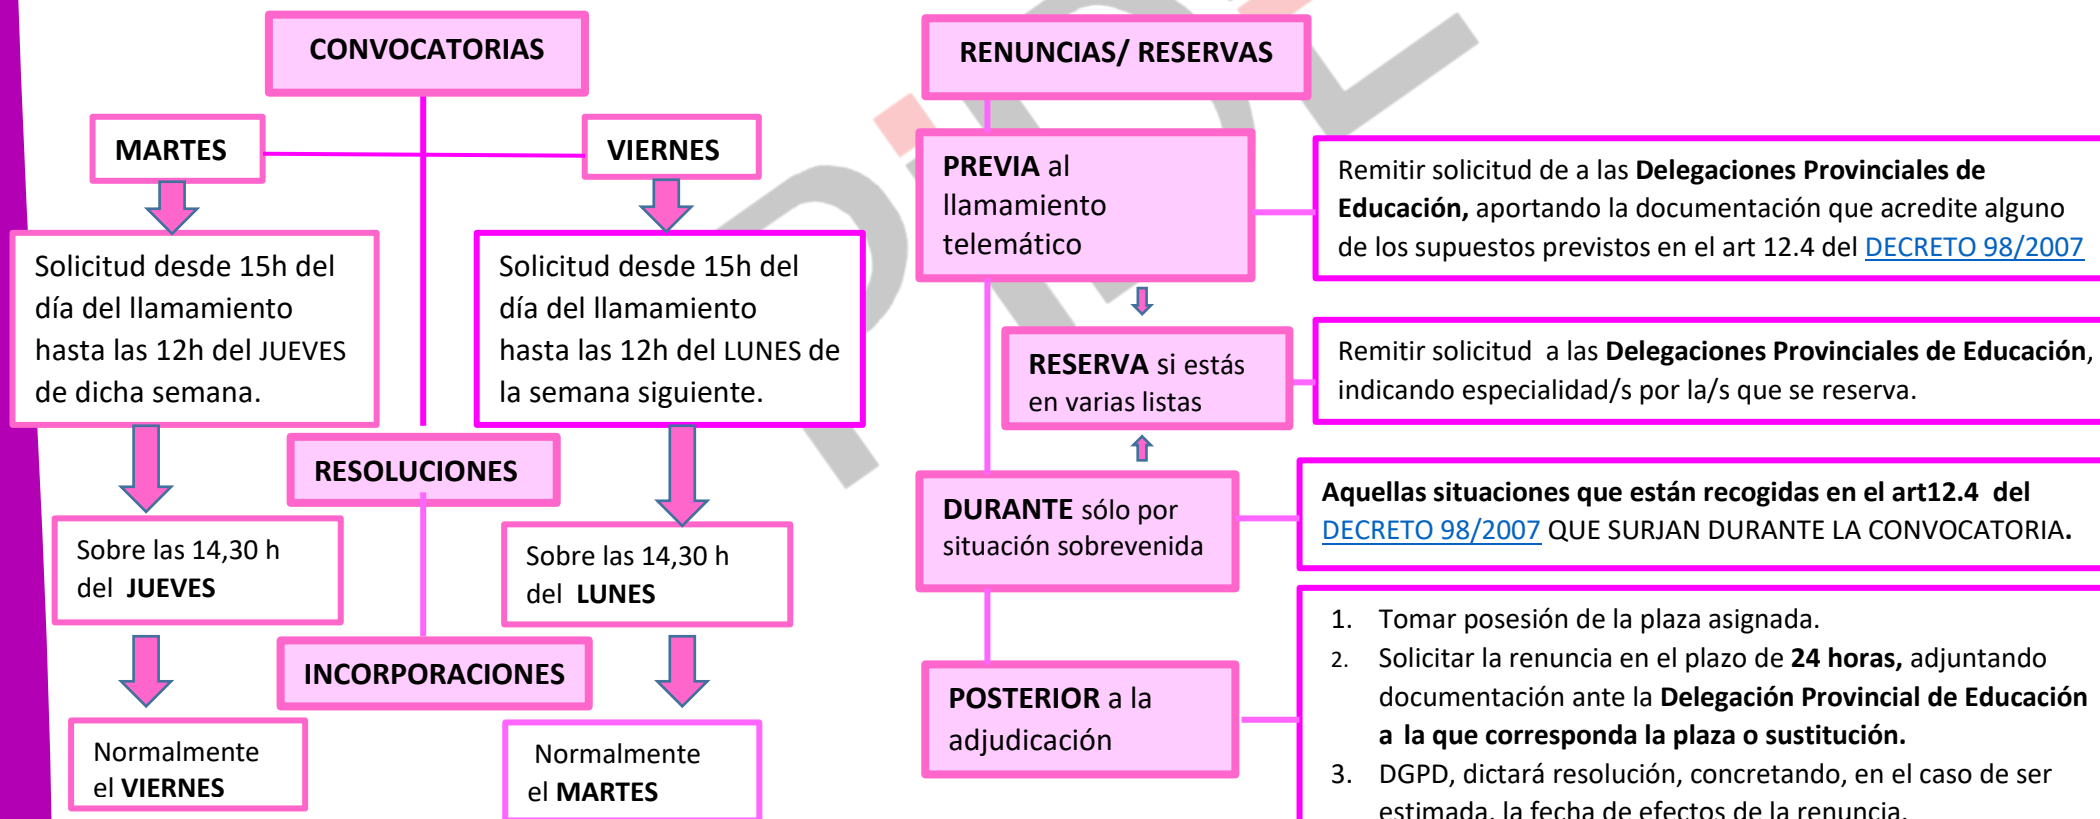 CONVOCATORIAS
MARTES
VIERNES
Solicitud desde 15h del
día del llamamiento
hasta las 12h del JUEVES
de dicha semana.
Solicitud desde 15h del
día del llamamiento
hasta las 12h del LUNES de
la semana siguiente.
RESOLUCIONES
Sobre las 14,30 h
del JUEVES
Sobre las 14,30 h
del LUNES
INCORPORACIONES
Normalmente
el VIERNES
Normalmente
el MARTES
RENUNCIAS/ RESERVAS
PREVIA al
llamamiento
telemático
Remitir solicitud de a las Delegaciones Provinciales de
Educación, aportando la documentación que acredite alguno
de los supuestos previstos en el art 12.4 del DECRETO 98/2007
RESERVA si estás
en varias listas
Remitir solicitud a las Delegaciones Provinciales de Educación,
indicando especialidad/s por la/s que se reserva.
DURANTE sólo por
situación sobrevenida
Aquellas situaciones que están recogidas en el art12.4 del
DECRETO 98/2007 QUE SURJAN DURANTE LA CONVOCATORIA.
POSTERIOR a la
adjudicación
1. Tomar posesión de la plaza asignada.
2. Solicitar la renuncia en el plazo de 24 horas, adjuntando
documentación ante la Delegación Provincial de Educación
a la que corresponda la plaza o sustitución.
3. DGPD, dictará resolución, concretando, en el caso de ser
estimada, la fecha de efectos de la renuncia.
PIDE